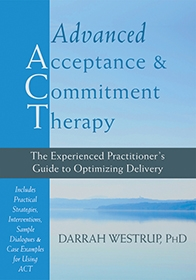 Advanced
Acceptance &
Commitment
Therapy
The Experienced Practitioner's
Guide to Optimizing Delivery
Includes
Practical
Strategies,
Interventions,
Sample
Dialogues &
Case Examples
for Using
ACT
DARRAH WESTRUP, PHD